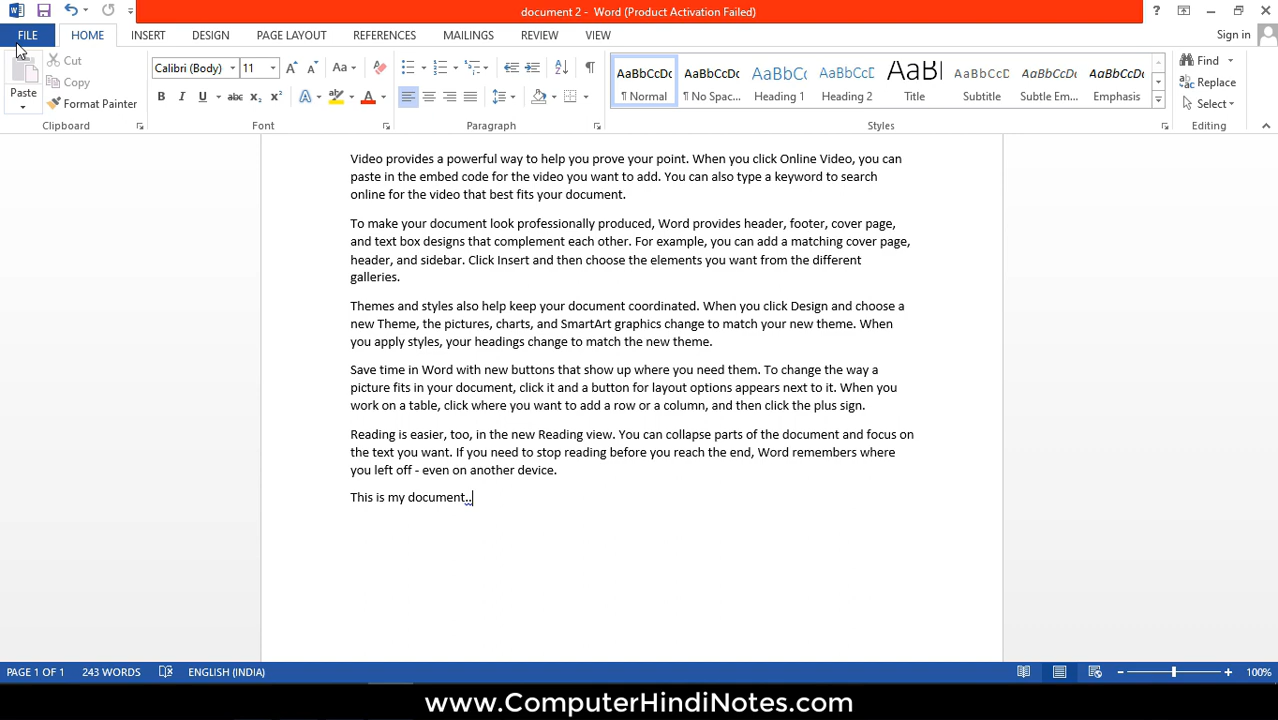 document 2 - Word (Product Activation Failed)
FILE HOME INSERT DESIGN PAGE LAYOUT REFERENCES MAILINGS REVIEW VIEW Sign in
Paste
Cut
Copy
Format Painter
Clipboard
Calibri (Body) 11
Font
Paragraph
AaBbCcDc AaBbCcDc AaBbCc AaBbCcD AaBl AaBbCcD AaBbCcDc AaBbCcDc
¶ Normal ¶ No Spac... Heading 1 Heading 2 Title Subtitle Subtle Em... Emphasis
Styles
Find
Replace
Select
Editing
Video provides a powerful way to help you prove your point. When you click Online Video, you can
paste in the embed code for the video you want to add. You can also type a keyword to search
online for the video that best fits your document.
To make your document look professionally produced, Word provides header, footer, cover page,
and text box designs that complement each other. For example, you can add a matching cover page,
header, and sidebar. Click Insert and then choose the elements you want from the different
galleries.
Themes and styles also help keep your document coordinated. When you click Design and choose a
new Theme, the pictures, charts, and SmartArt graphics change to match your new theme. When
you apply styles, your headings change to match the new theme.
Save time in Word with new buttons that show up where you need them. To change the way a
picture fits in your document, click it and a button for layout options appears next to it. When you
work on a table, click where you want to add a row or a column, and then click the plus sign.
Reading is easier, too, in the new Reading view. You can collapse parts of the document and focus on
the text you want. If you need to stop reading before you reach the end, Word remembers where
you left off - even on another device.
This is my document..
PAGE 1 OF 1 243 WORDS ENGLISH (INDIA) 100%
www.ComputerHindiNotes.com